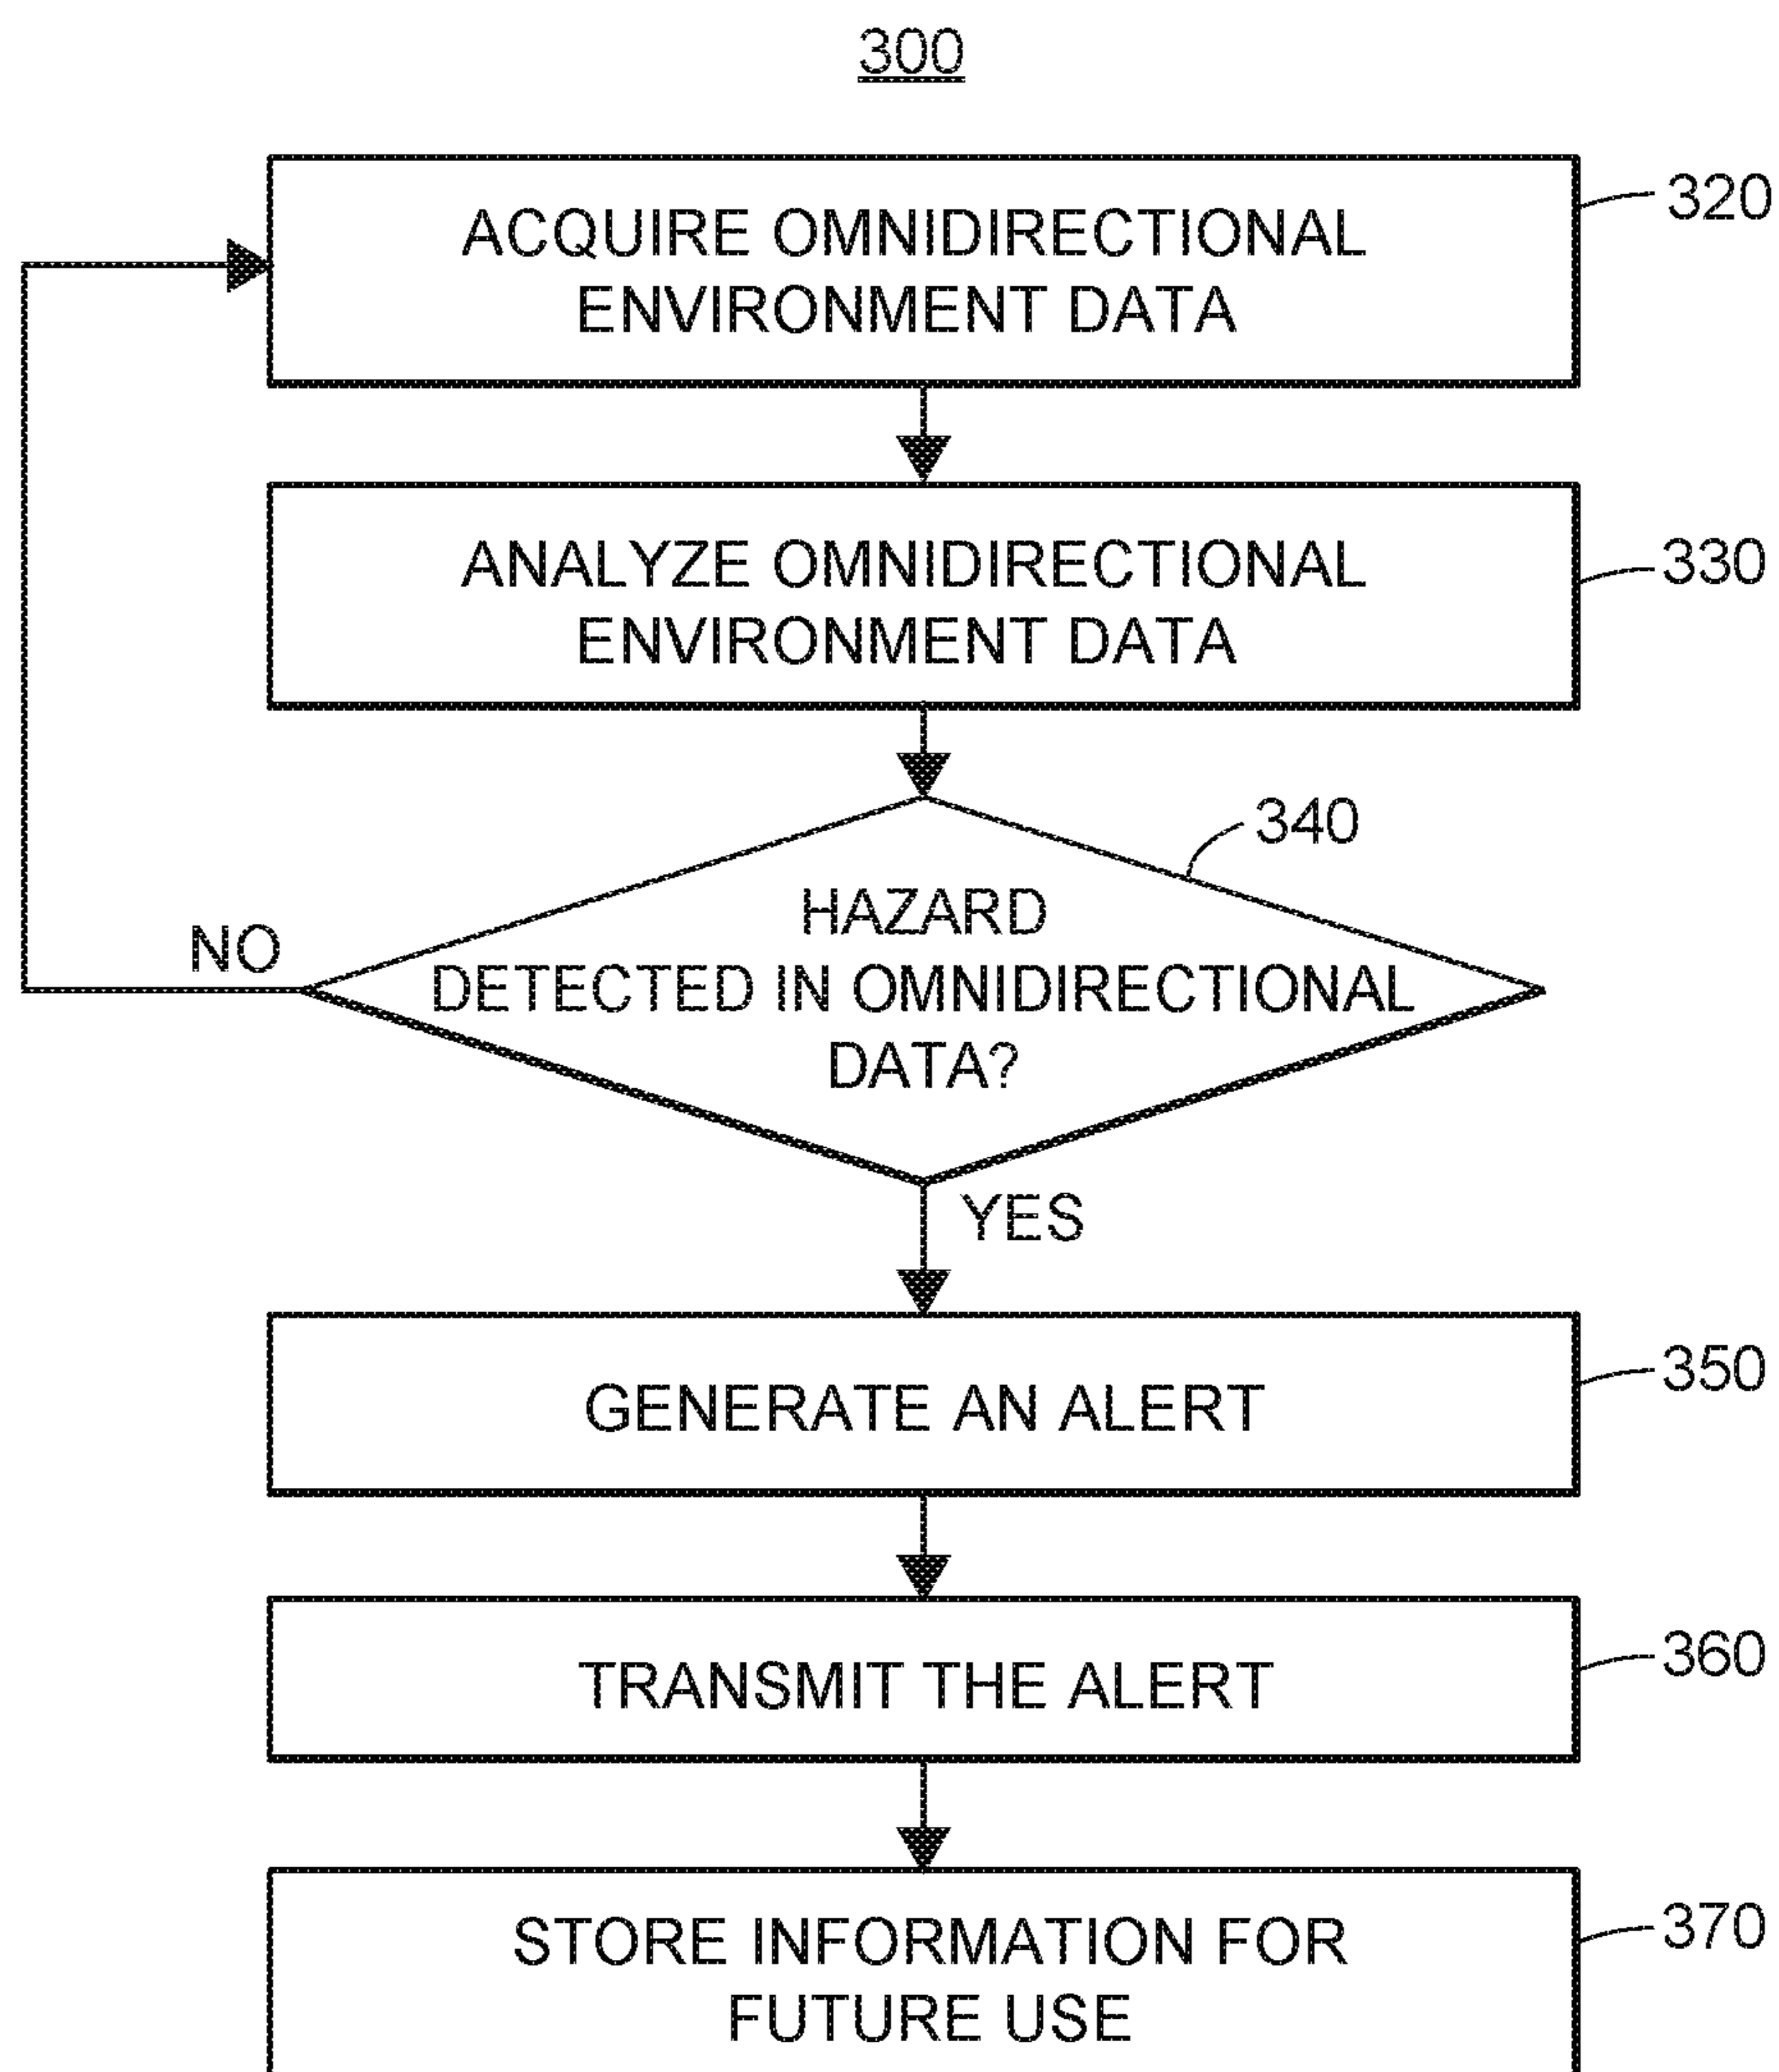 300
ACQUIRE OMNIDIRECTIONAL
ENVIRONMENT DATA
320
ANALYZE OMNIDIRECTIONAL
ENVIRONMENT DATA
330
340
HAZARD
DETECTED IN OMNIDIRECTIONAL
DATA?
NO
YES
GENERATE AN ALERT
350
TRANSMIT THE ALERT
360
STORE INFORMATION FOR
FUTURE USE
370